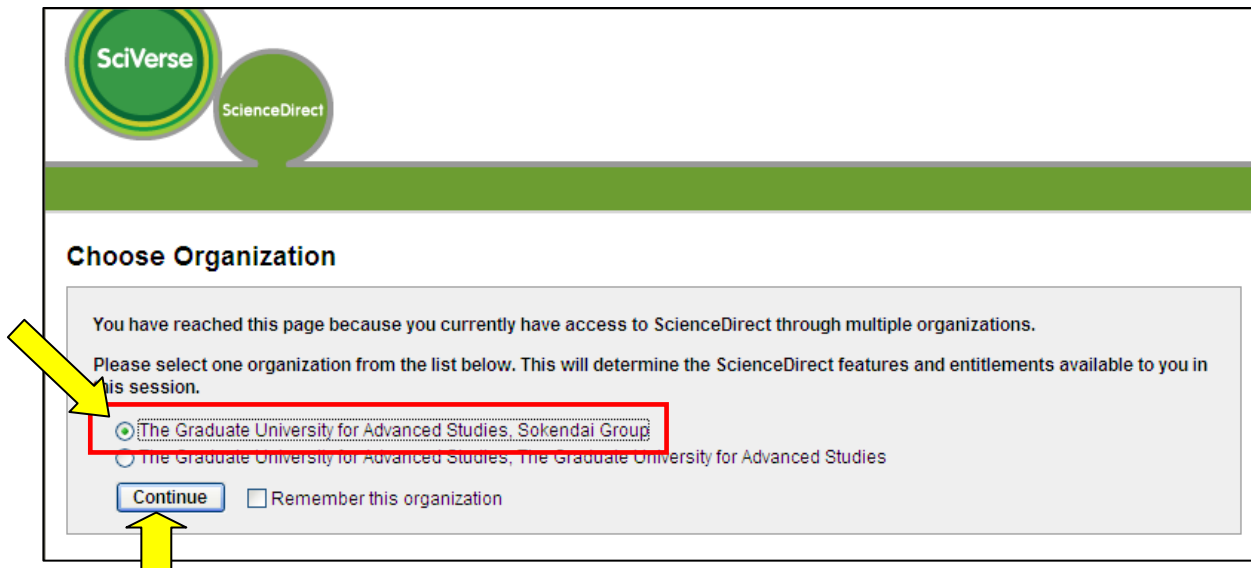 SciVerse
ScienceDirect
Choose Organization
You have reached this page because you currently have access to ScienceDirect through multiple organizations.
Please select one organization from the list below. This will determine the ScienceDirect features and entitlements available to you in
this session.
The Graduate University for Advanced Studies, Sokendai Group
The Graduate University for Advanced Studies, The Graduate University for Advanced Studies
Continue Remember this organization